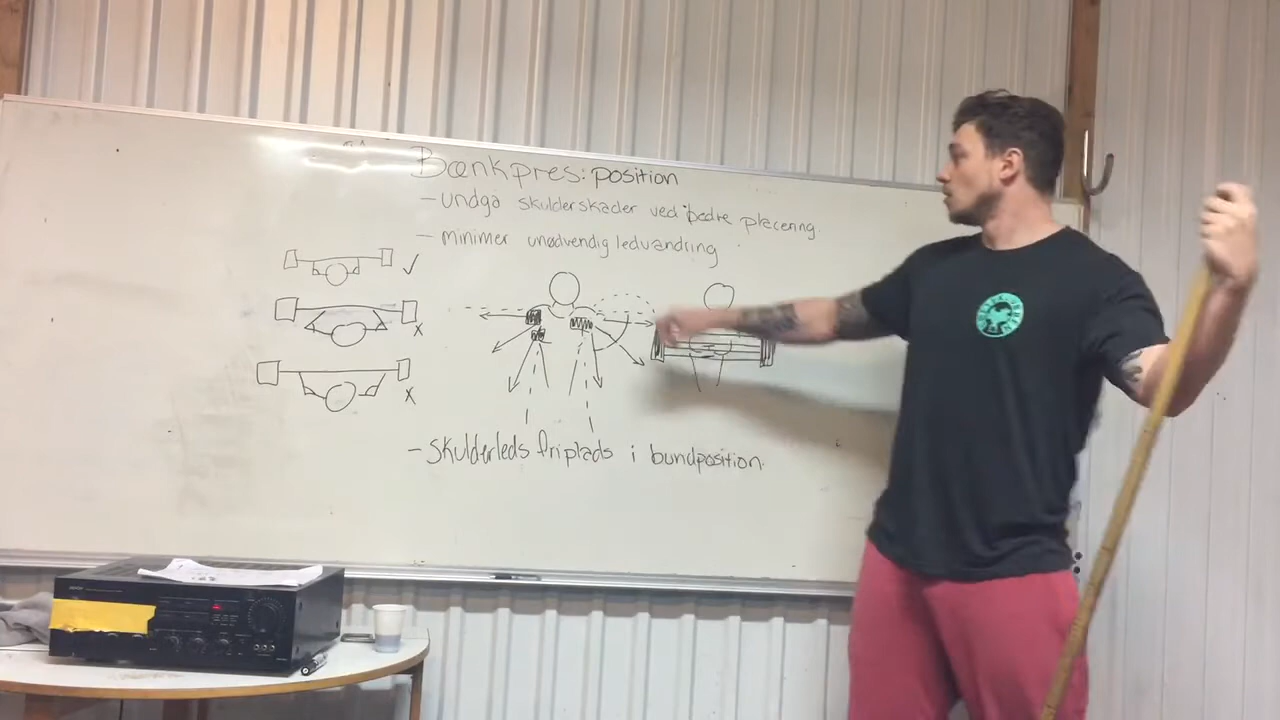 Bænkpres: position
- undgå skulderskader ved bedre placering.
- minimer unødvendig ledvandring
- skulderleds friplads i bundposition.